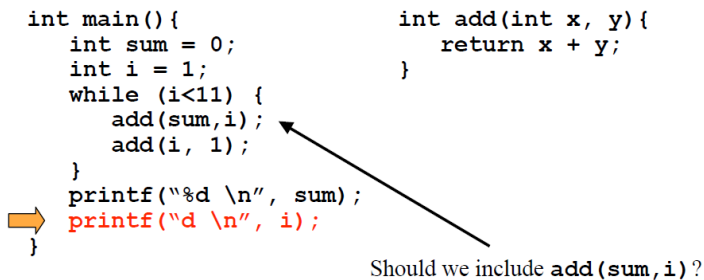 int main(){
int sum = 0;
int i = 1;
while (i<11) {
add(sum,i);
add(i, 1);
}
printf(“%d \n”, sum);
printf(“d \n”, i);
}
int add(int x, y){
return x + y;
}
Should we include add(sum,i)?